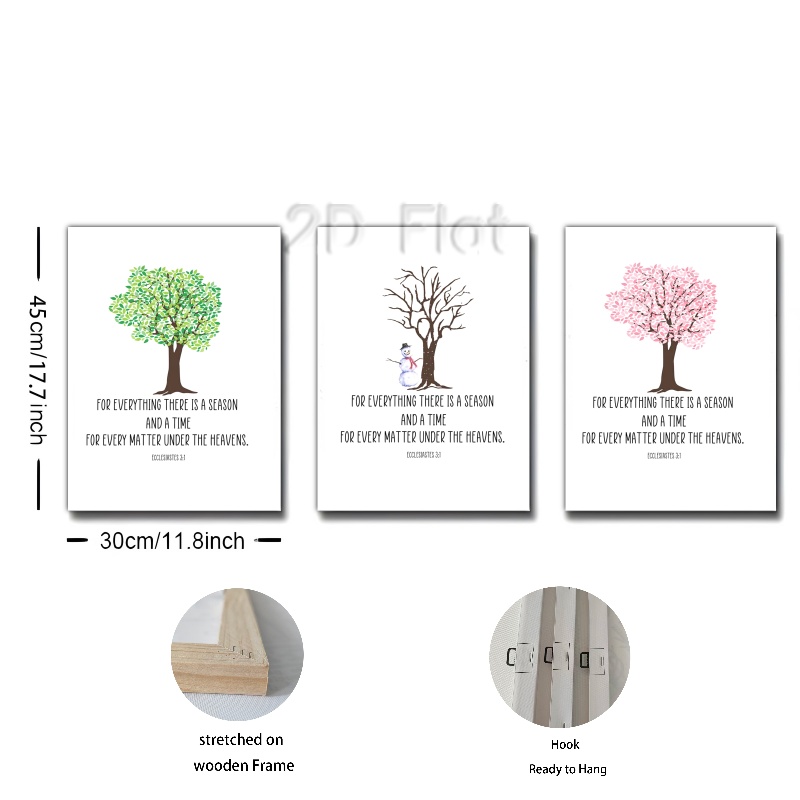 2D Flat
45cm/17.7inch
FOR EVERYTHING THERE IS A SEASON
AND A TIME
FOR EVERY MATTER UNDER THE HEAVENS.
ECCLESIASTES 3:1
FOR EVERYTHING THERE IS A SEASON
AND A TIME
FOR EVERY MATTER UNDER THE HEAVENS.
ECCLESIASTES 3:1
FOR EVERYTHING THERE IS A SEASON
AND A TIME
FOR EVERY MATTER UNDER THE HEAVENS.
ECCLESIASTES 3:1
30cm/11.8inch
stretched on
wooden Frame
Hook
Ready to Hang